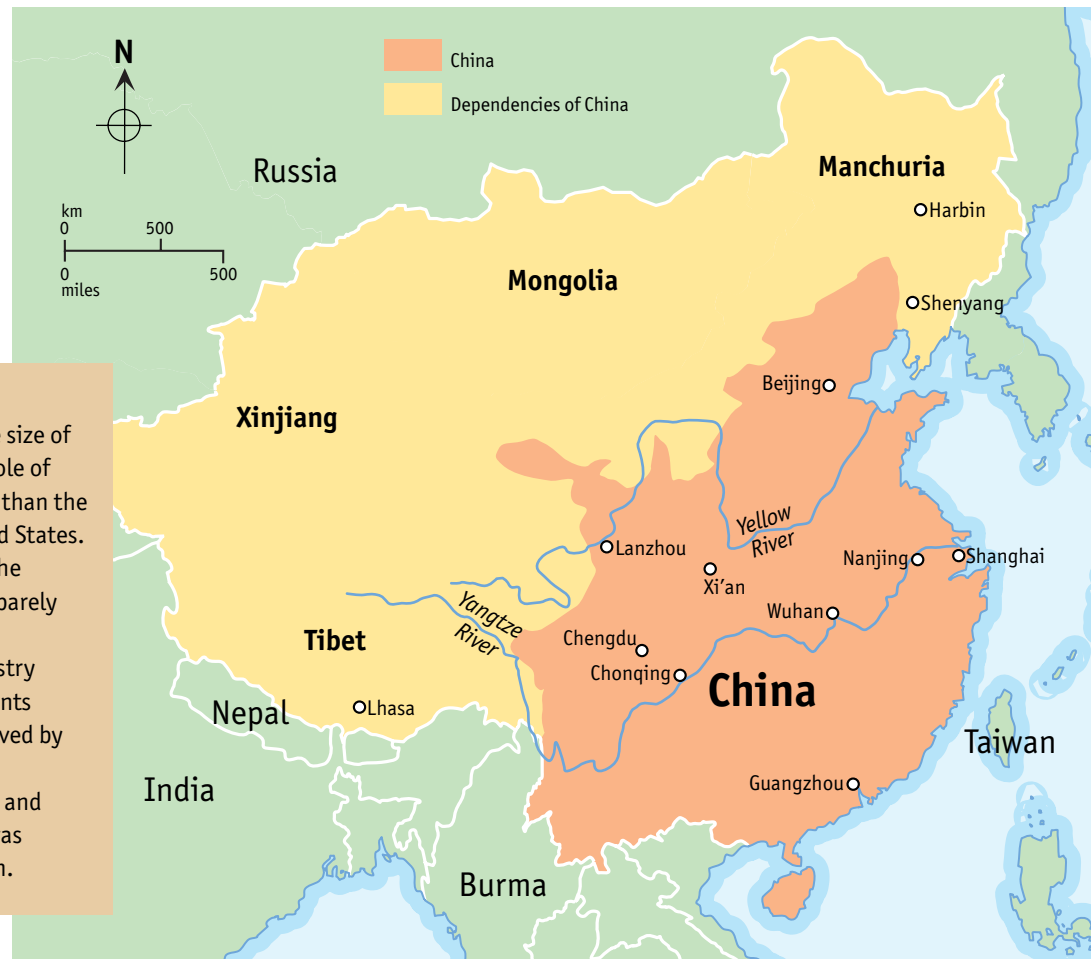 N
China
Dependencies of China
km
0 500
0 500
miles
Russia
Manchuria
Harbin
Mongolia
Shenyang
Beijing
Xinjiang
size of
ble of
than the
d States.
he
barely
stry
nts
ved by
and
as
n.
Yellow
River
Lanzhou
Xi’an
Nanjing
Shanghai
Wuhan
Yangtze
River
Chengdu
Chonqing
Tibet
China
Lhasa
Nepal
Taiwan
India
Guangzhou
Burma